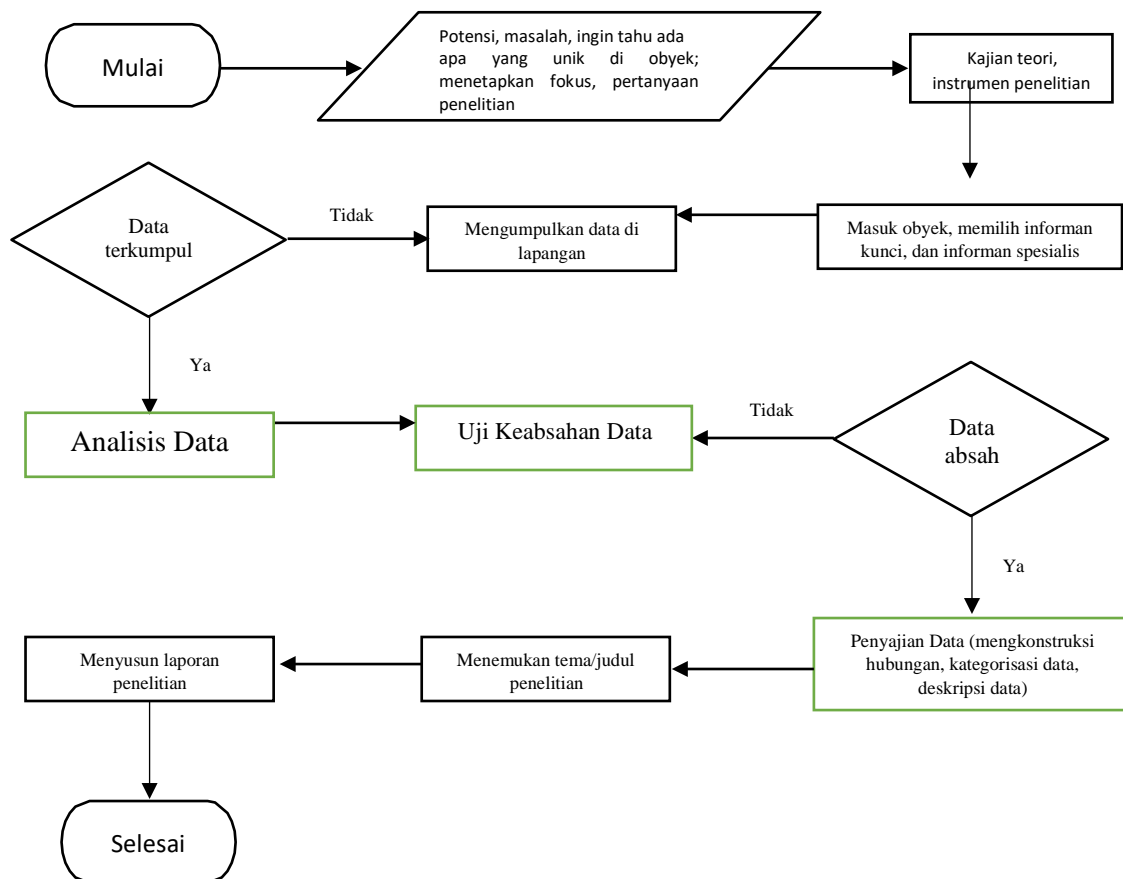 Mulai
Potensi, masalah, ingin tahu ada
apa yang unik di obyek;
menetapkan fokus, pertanyaan
penelitian
Kajian teori,
instrumen penelitian
Data
terkumpul
Tidak
Mengumpulkan data di
lapangan
Masuk obyek, memilih informan
kunci, dan informan spesialis
Ya
Analisis Data
Uji Keabsahan Data
Tidak
Data
absah
Ya
Menyusun laporan
penelitian
Menemukan tema/judul
penelitian
Penyajian Data (mengkonstruksi
hubungan, kategorisasi data,
deskripsi data)
Selesai